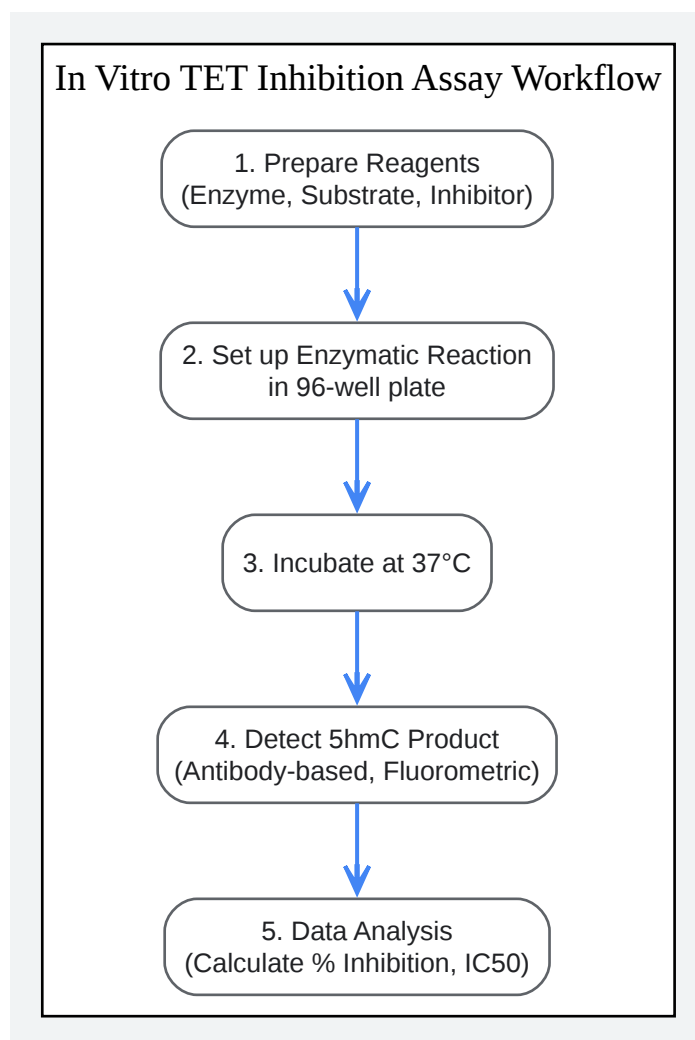 In Vitro TET Inhibition Assay Workflow
1. Prepare Reagents
(Enzyme, Substrate, Inhibitor)
2. Set up Enzymatic Reaction
in 96-well plate
3. Incubate at 37°C
4. Detect 5hmC Product
(Antibody-based, Fluorometric)
5. Data Analysis
(Calculate % Inhibition, IC50)